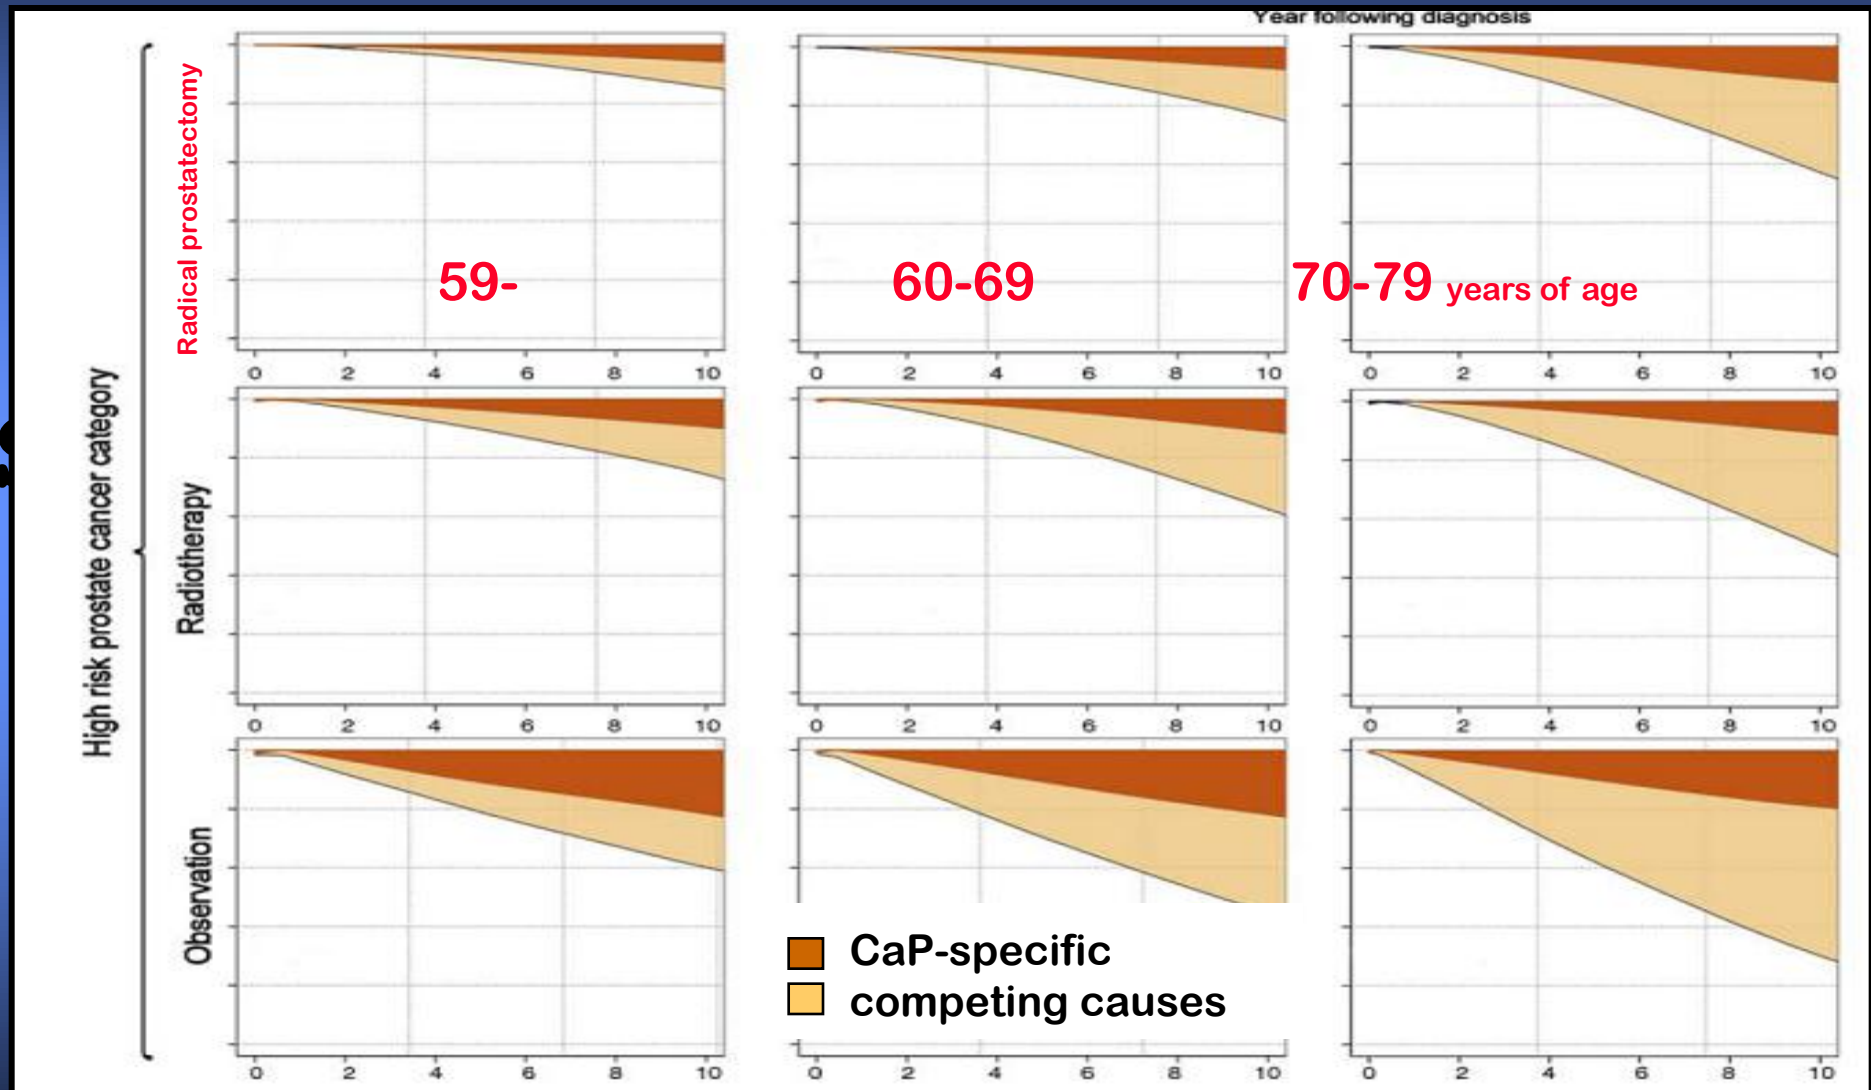 Year following diagnosis
High risk prostate cancer category
Radical prostatectomy
59-
60-69
70-79 years of age
0 2 4 6 8 10
0 2 4 6 8 10
0 2 4 6 8 10
Radiotherapy
0 2 4 6 8 10
0 2 4 6 8 10
0 2 4 6 8 10
Observation
CaP-specific
competing causes
0 2 4 6 8 10
0 2 4 6 8 10
0 2 4 6 8 10